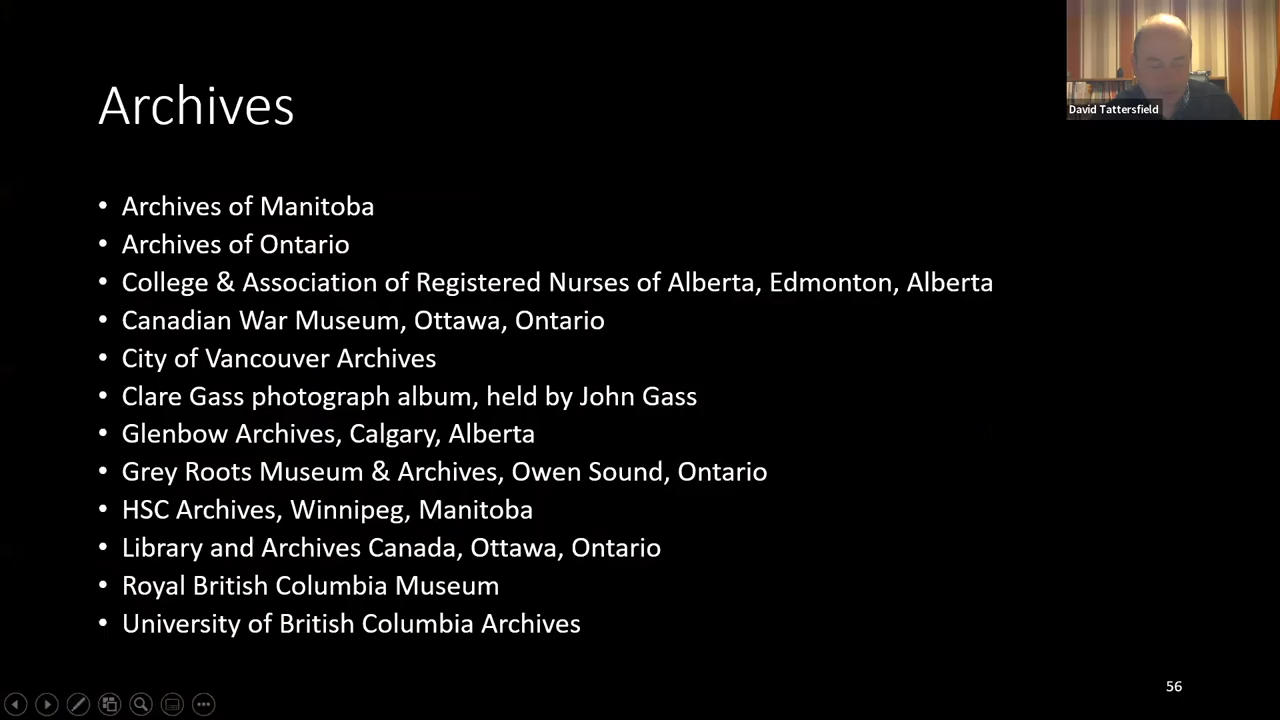 David Tattersfield
Archives
• Archives of Manitoba
• Archives of Ontario
• College & Association of Registered Nurses of Alberta, Edmonton, Alberta
• Canadian War Museum, Ottawa, Ontario
• City of Vancouver Archives
• Clare Gass photograph album, held by John Gass
• Glenbow Archives, Calgary, Alberta
• Grey Roots Museum & Archives, Owen Sound, Ontario
• HSC Archives, Winnipeg, Manitoba
• Library and Archives Canada, Ottawa, Ontario
• Royal British Columbia Museum
• University of British Columbia Archives
56